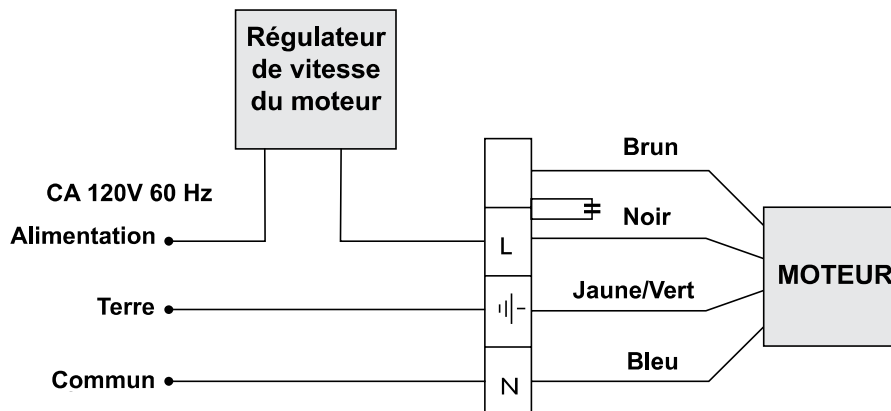 Régulateur
de vitesse
du moteur
CA 120V 60 Hz
Alimentation
Terre
Commun
L
N
Brun
Noir
Jaune/Vert
Bleu
MOTEUR